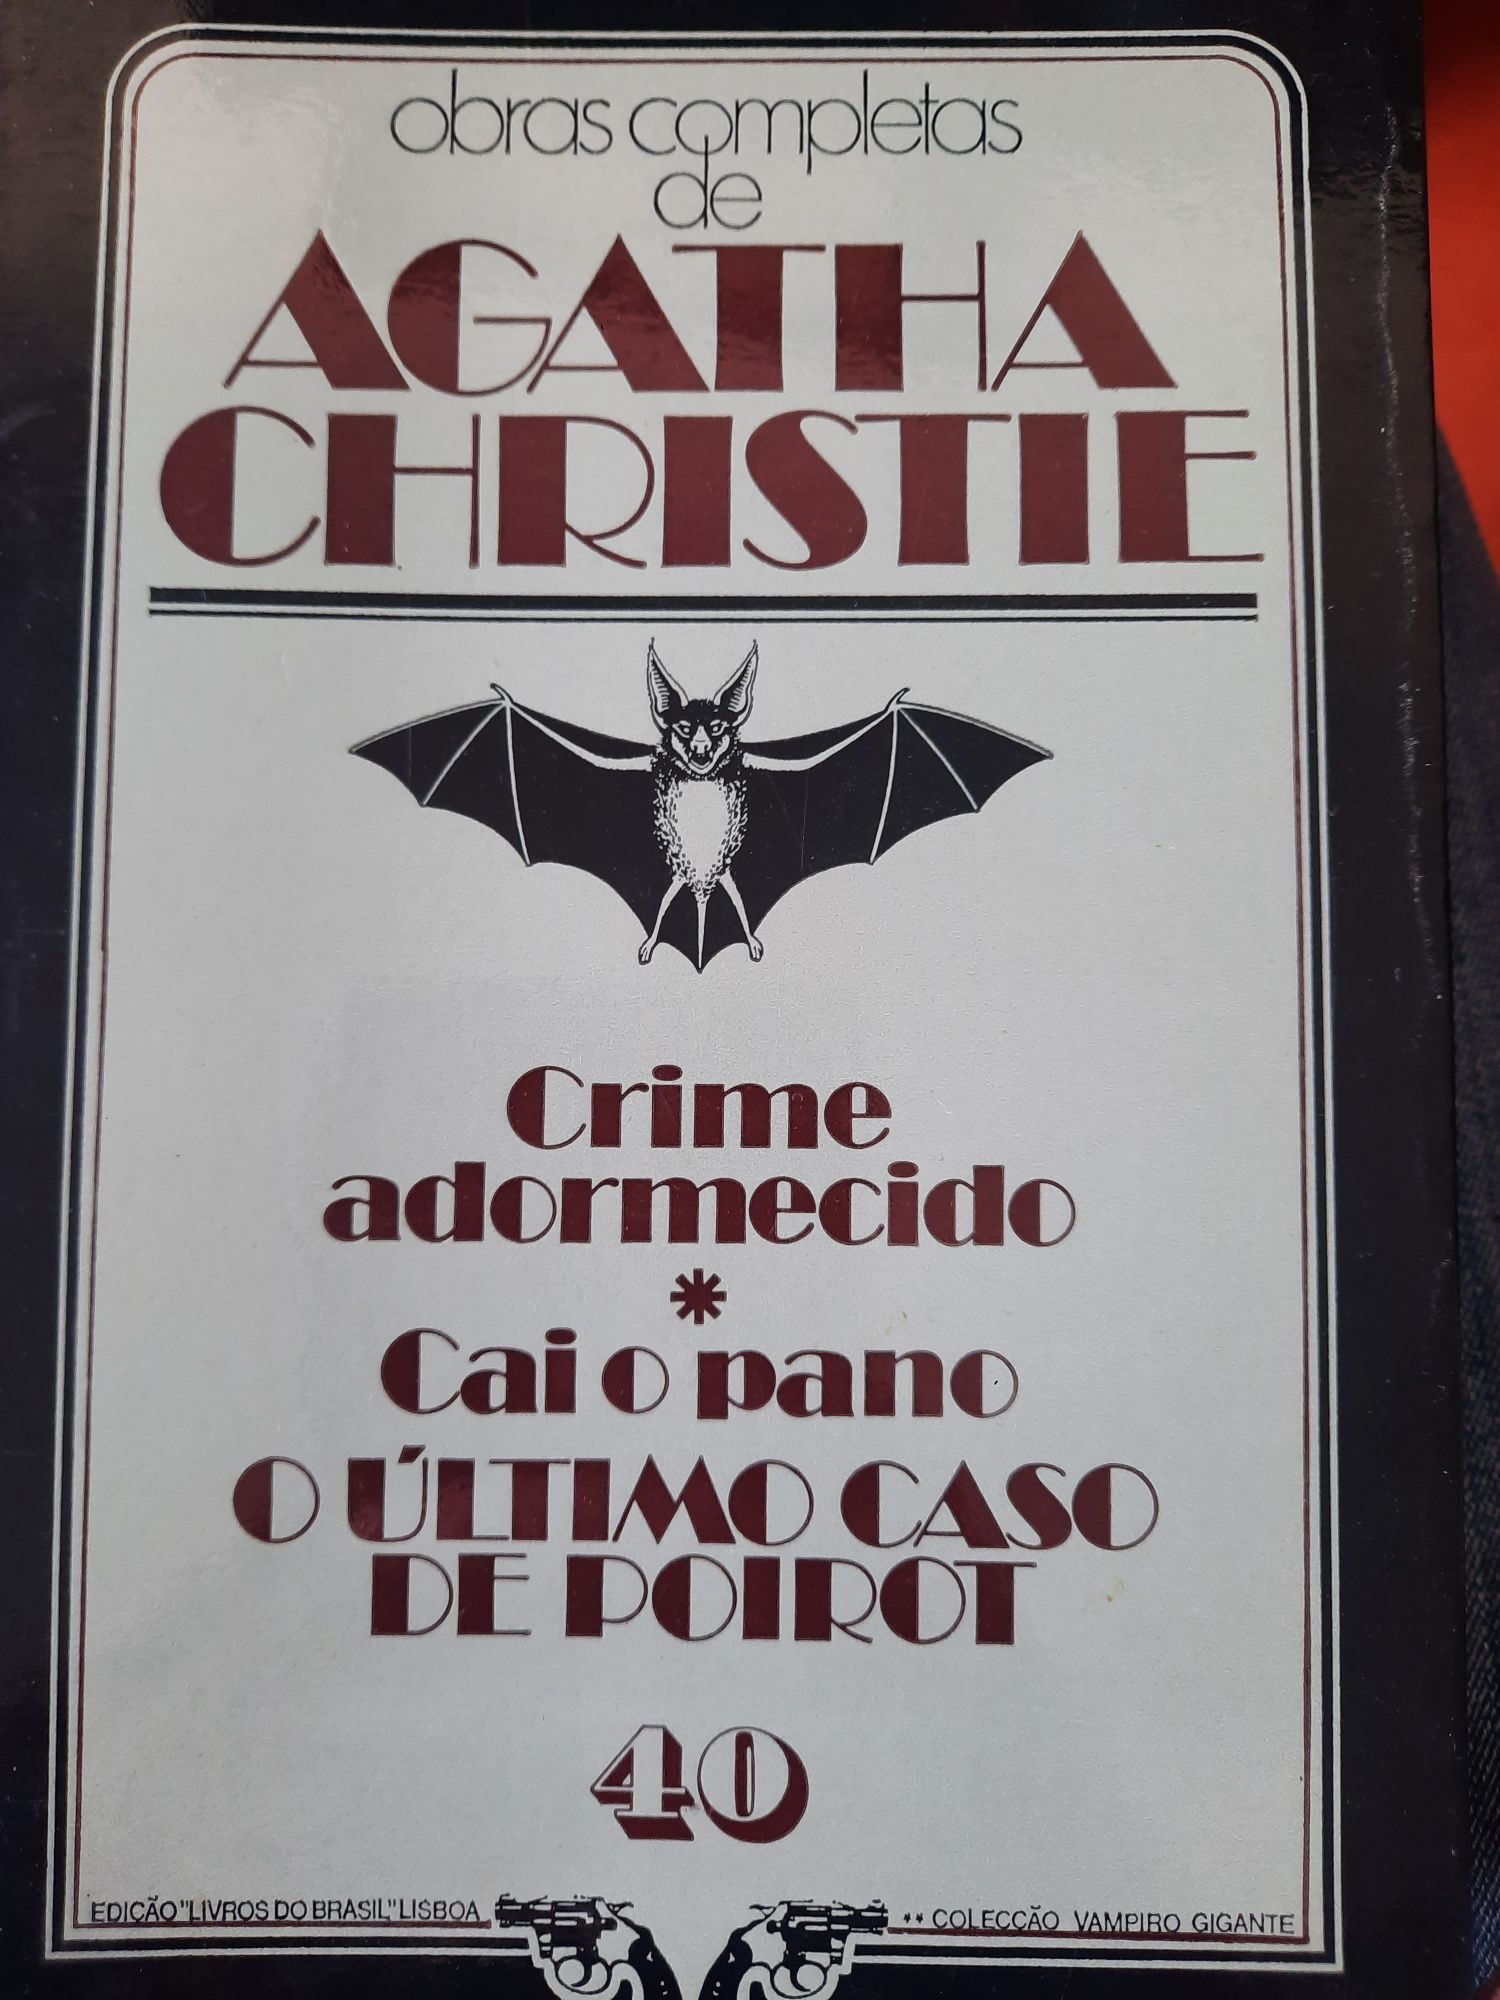 obras completas
de
AGATHA
CHRISTIE
Crime
adormecido
*
Cai o pano
O ÚLTIMO CASO
DE POIROT
40
EDIÇÃO "LIVROS DO BRASIL" LISBOA
** COLECÇÃO VAMPIRO GIGANTE